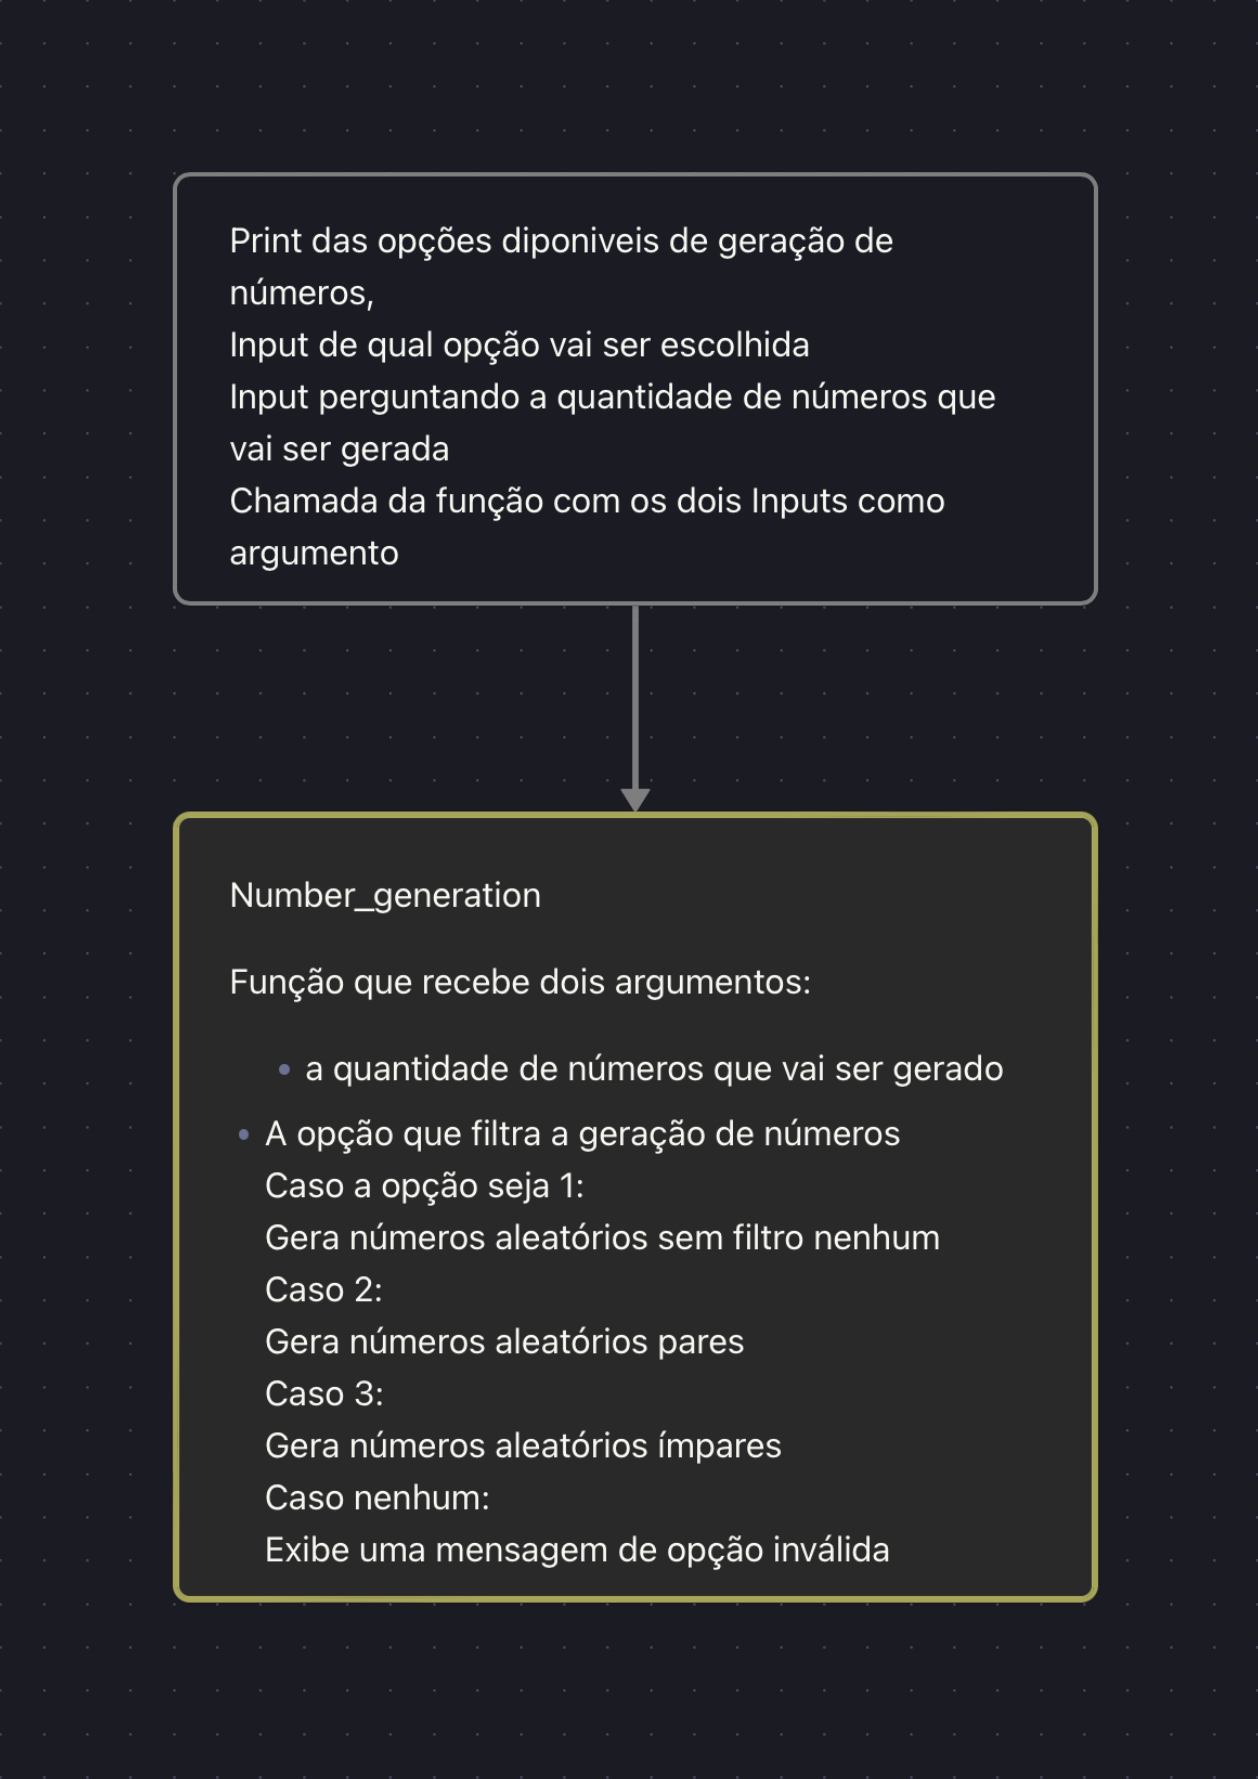 Print das opções diponiveis de geração de
números,
Input de qual opção vai ser escolhida
Input perguntando a quantidade de números que
vai ser gerada
Chamada da função com os dois Inputs como
argumento
Number_generation
Função que recebe dois argumentos:
• a quantidade de números que vai ser gerado
• A opção que filtra a geração de números
Caso a opção seja 1:
Gera números aleatórios sem filtro nenhum
Caso 2:
Gera números aleatórios pares
Caso 3:
Gera números aleatórios ímpares
Caso nenhum:
Exibe uma mensagem de opção inválida